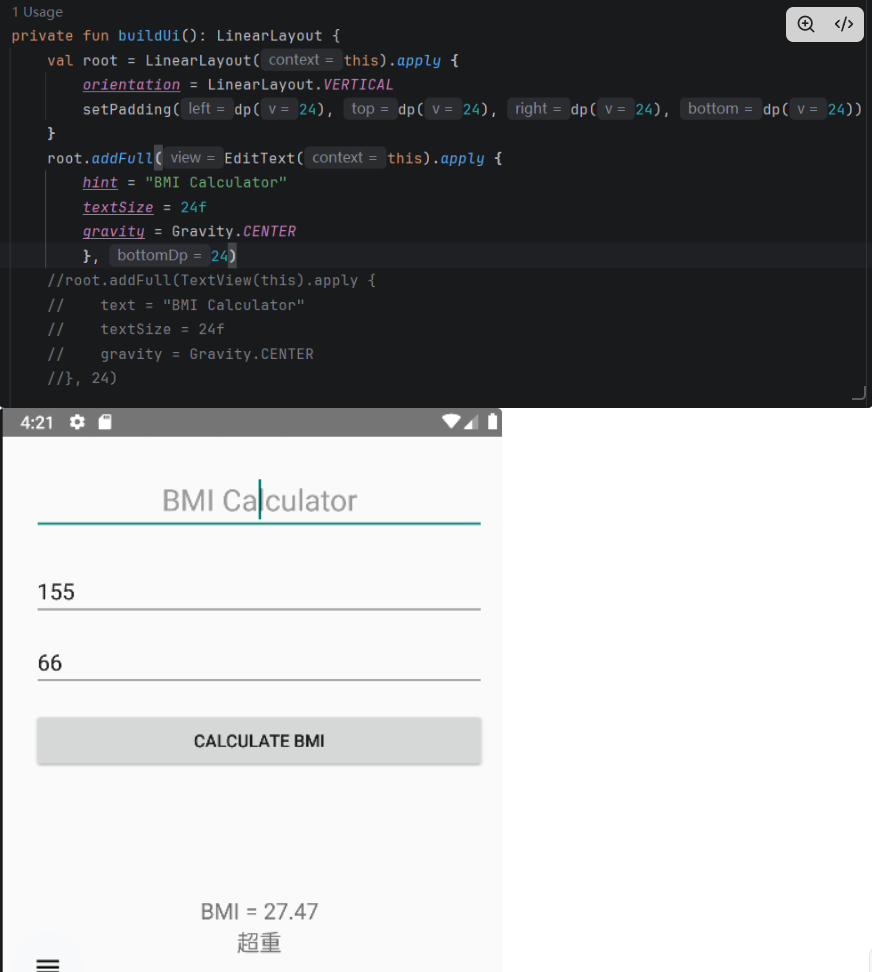 1 Usage
private fun buildUi(): LinearLayout {
val root = LinearLayout( context = this).apply {
orientation = LinearLayout.VERTICAL
setPadding( left = dp( v = 24), top = dp( v = 24), right = dp( v = 24), bottom = dp( v = 24))
}
root.addFull( view = EditText( context = this).apply {
hint = "BMI Calculator"
textSize = 24f
gravity = Gravity.CENTER
}, bottomDp = 24)
//root.addFull(TextView(this).apply {
//    text = "BMI Calculator"
//    textSize = 24f
//    gravity = Gravity.CENTER
//}, 24)
4:21
BMI Calculator
155
66
CALCULATE BMI
BMI = 27.47
超重